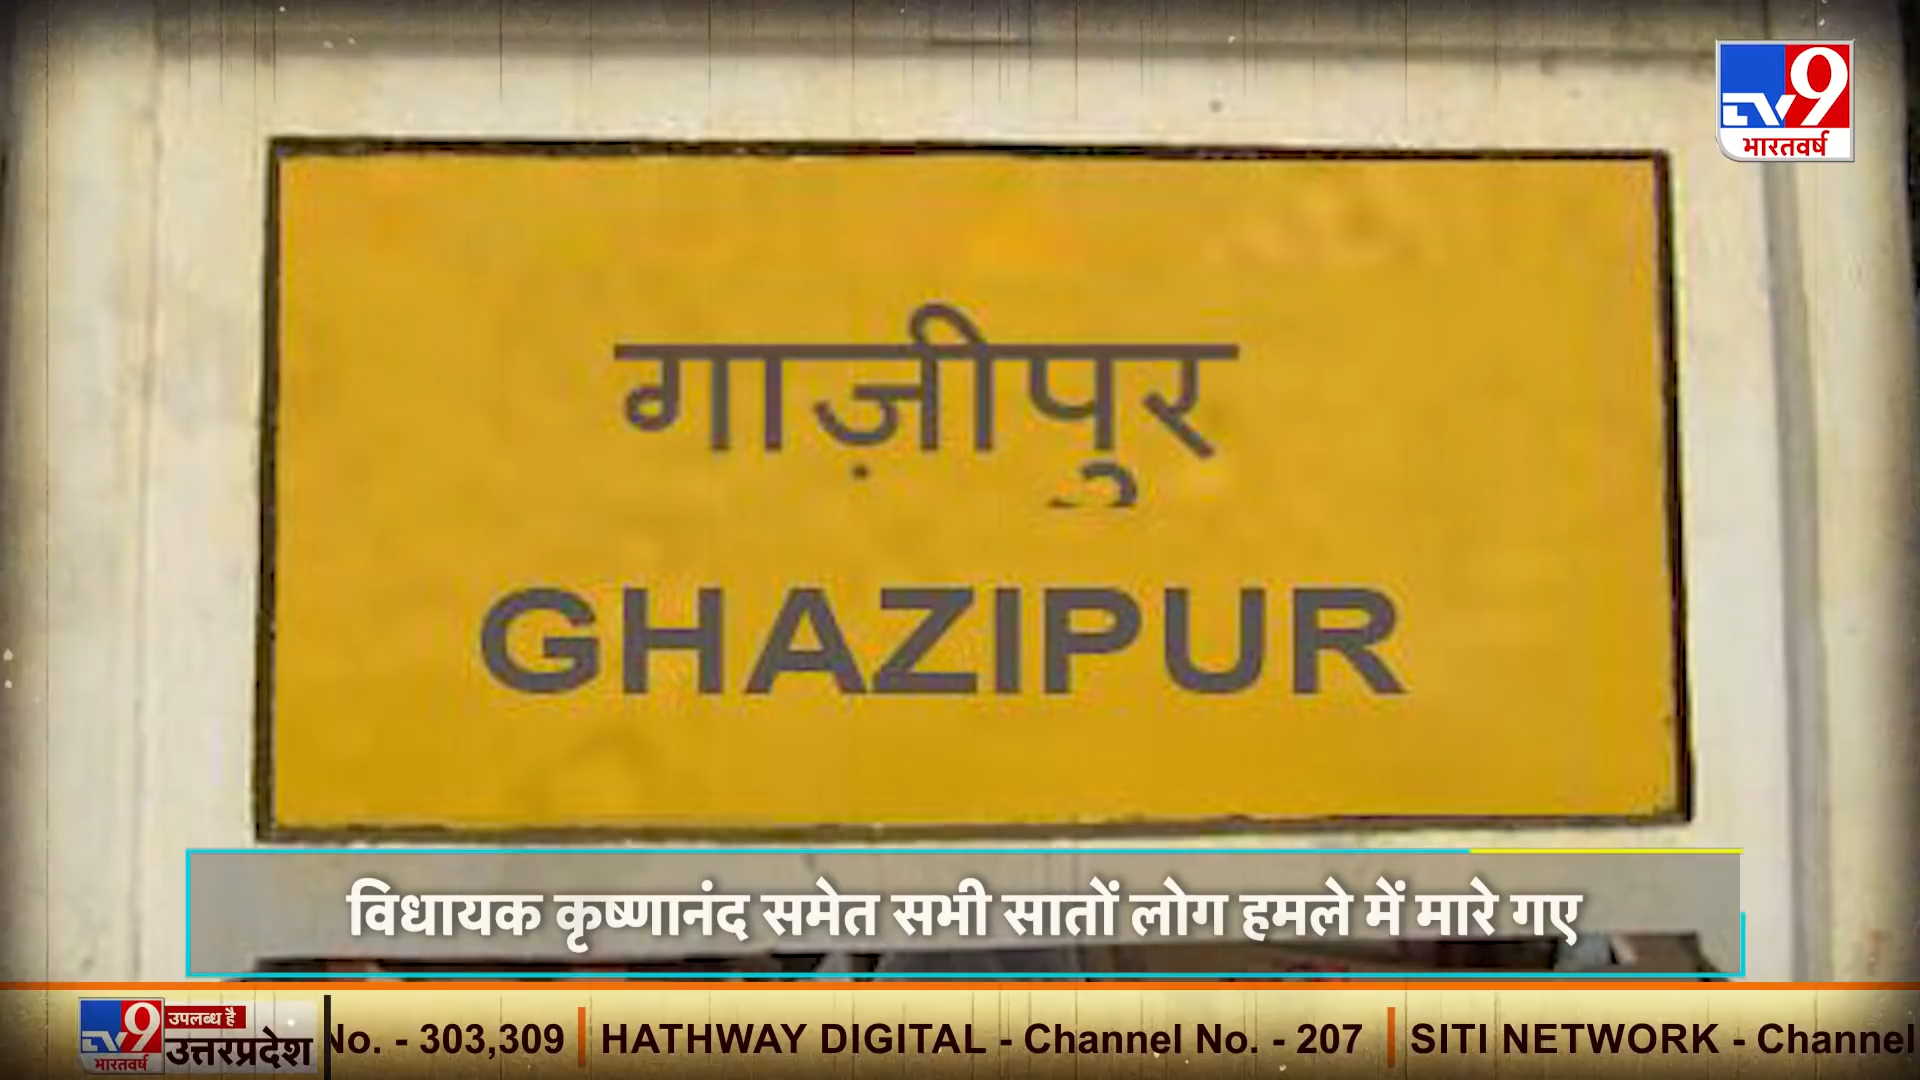 TV9
भारतवर्ष
गाज़ीपुर
GHAZIPUR
विधायक कृष्णानंद समेत सभी सातों लोग हमले में मारे गए
TV9
भारतवर्ष
उपलब्ध है
उत्तरप्रदेश
No. - 303,309 HATHWAY DIGITAL - Channel No. - 207 SITI NETWORK - Channel